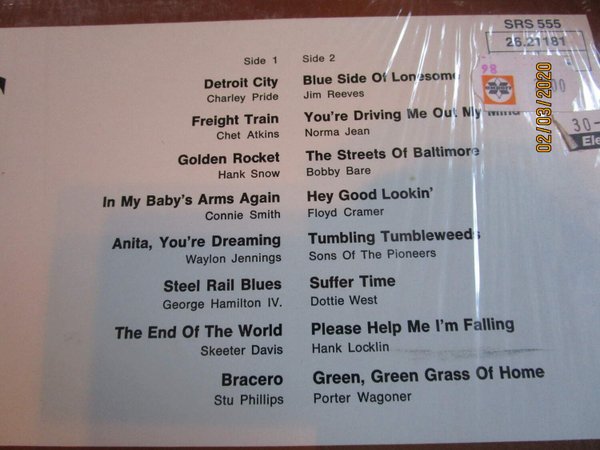 SRS 555
26.21181
Side 1
Detroit City
Charley Pride
Freight Train
Chet Atkins
Golden Rocket
Hank Snow
In My Baby's Arms Again
Connie Smith
Anita, You're Dreaming
Waylon Jennings
Steel Rail Blues
George Hamilton IV.
The End Of The World
Skeeter Davis
Bracero
Stu Phillips
Side 2
Blue Side Of Lonesome
Jim Reeves
You're Driving Me Out My Mind
Norma Jean
The Streets Of Baltimore
Bobby Bare
Hey Good Lookin'
Floyd Cramer
Tumbling Tumbleweeds
Sons Of The Pioneers
Suffer Time
Dottie West
Please Help Me I'm Falling
Hank Locklin
Green, Green Grass Of Home
Porter Wagoner
98
00
30-
Ele
02/03/2020